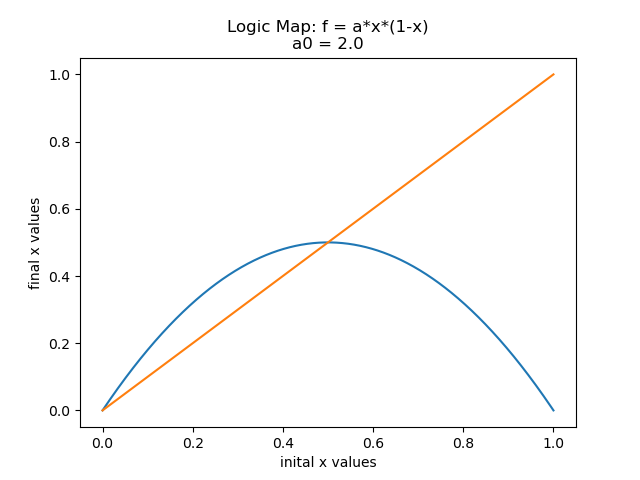 Logic Map: f = a*x*(1-x)
a0 = 2.0
1.0
0.8
0.6
0.4
0.2
0.0
final x values
0.0 0.2 0.4 0.6 0.8 1.0
inital x values